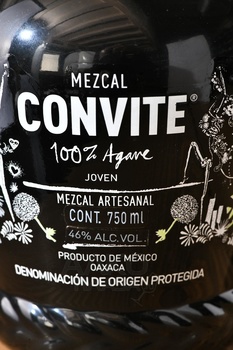 MEZCAL
CONVITE®
100% Agave
JOVEN
MEZCAL ARTESANAL
CONT. 750 ml
46% ALC. VOL.
PRODUCTO DE MÉXICO
OAXACA
DENOMINACIÓN DE ORIGEN PROTEGIDA